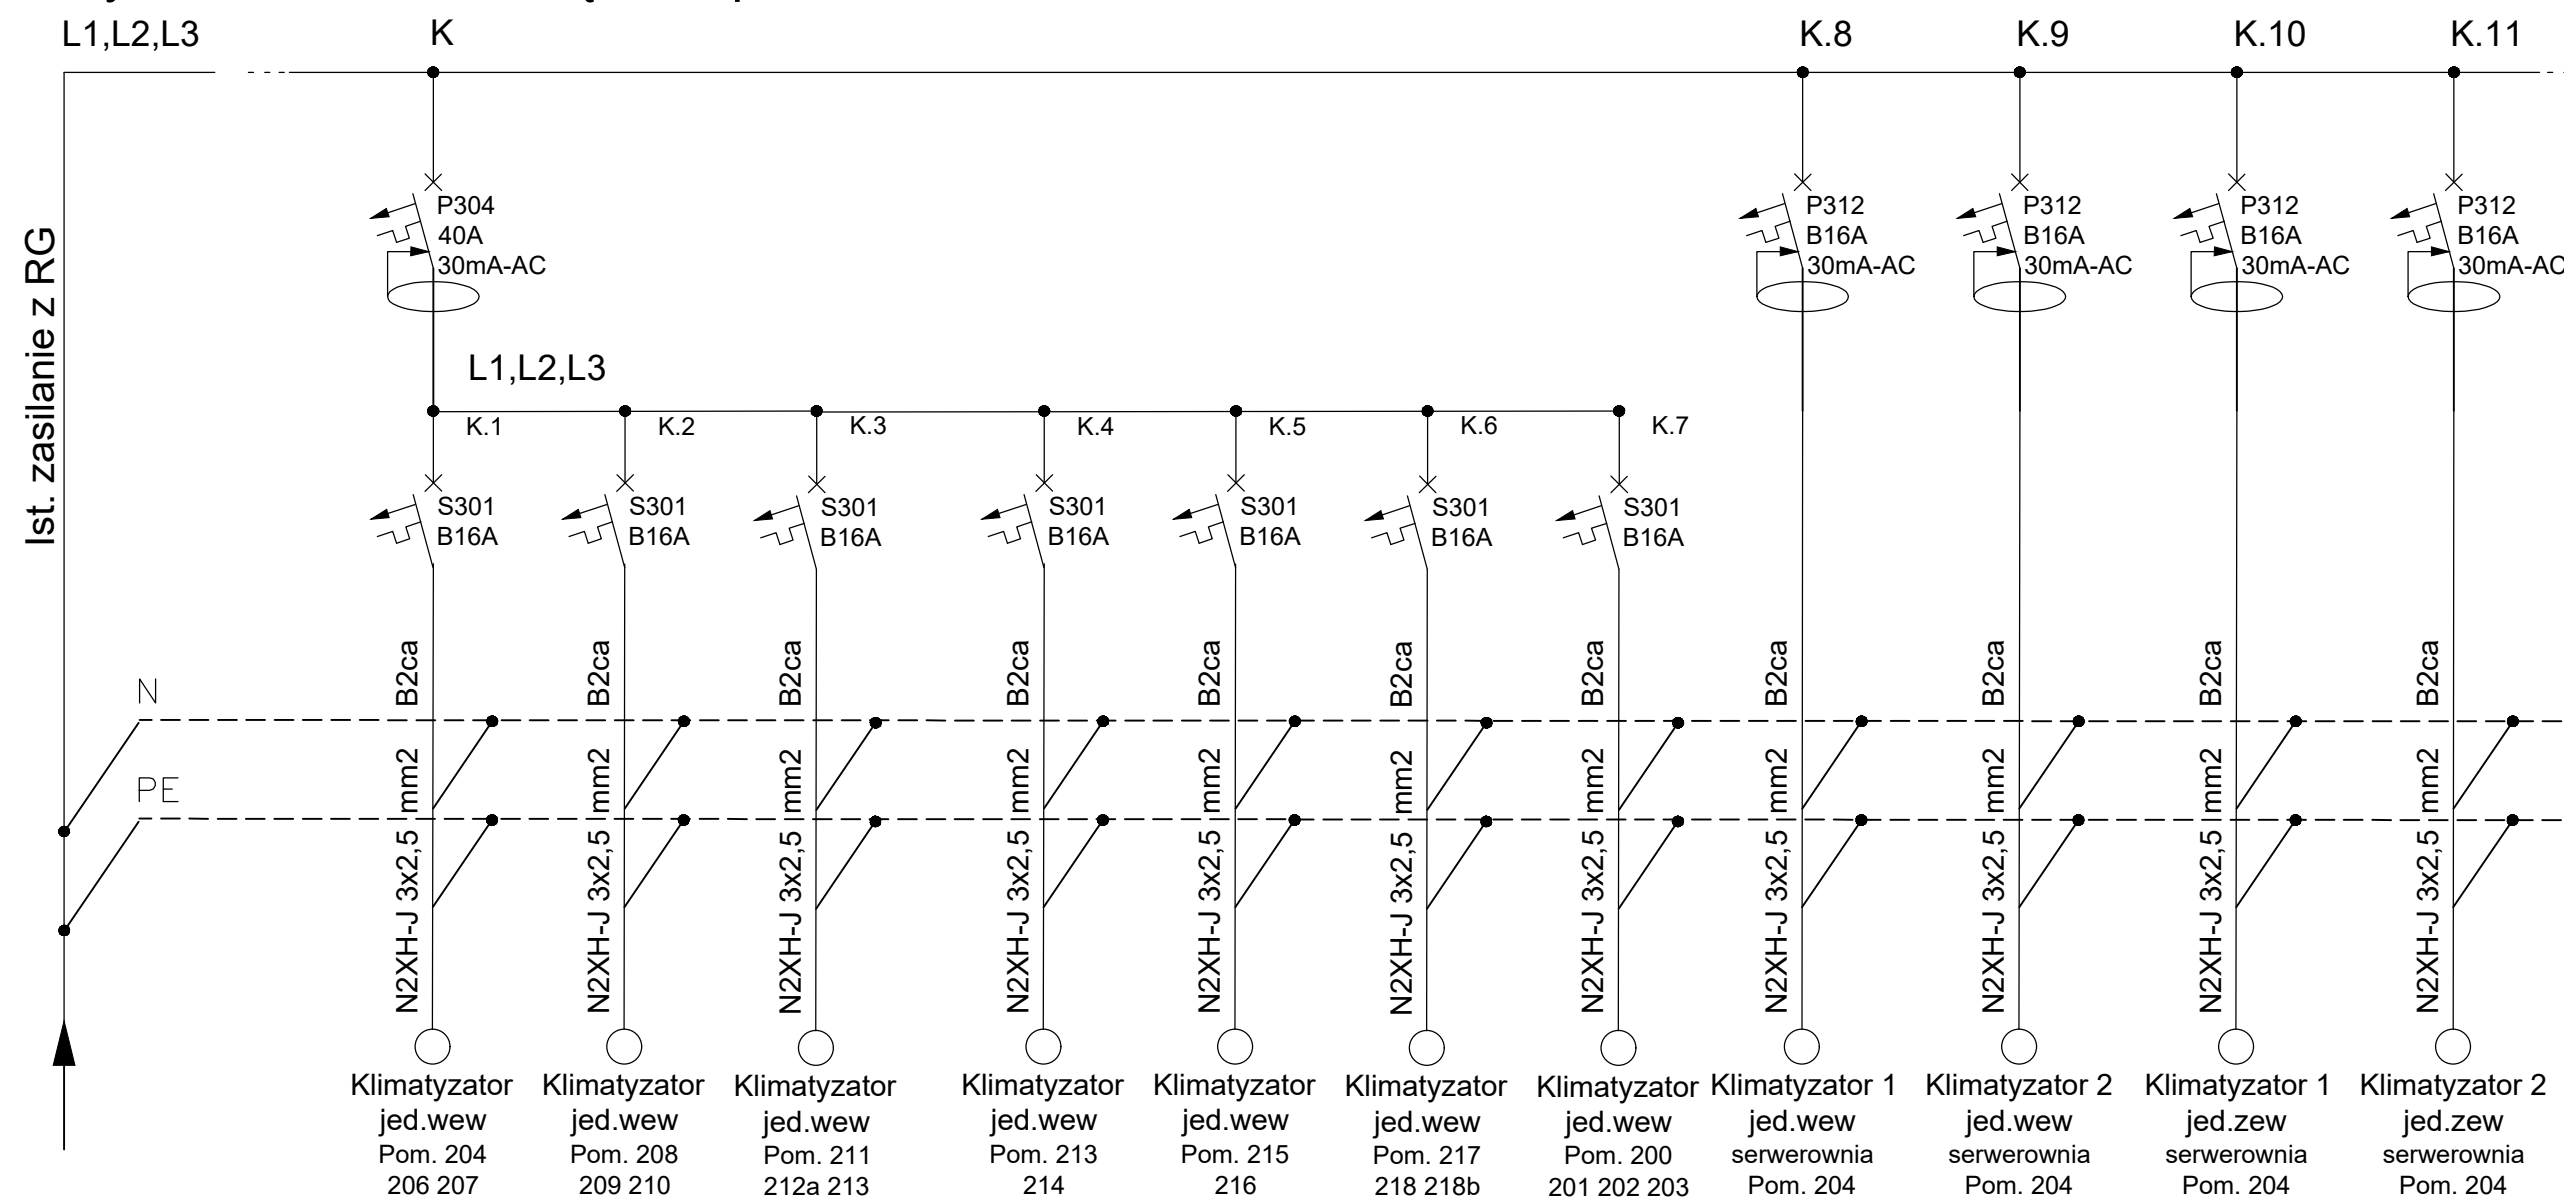 L1,L2,L3
K
K.8
K.9
K.10
K.11
Ist. zasilanie z RG
P304
40A
30mA-AC
P312
B16A
30mA-AC
P312
B16A
30mA-AC
P312
B16A
30mA-AC
P312
B16A
30mA-AC
L1,L2,L3
K.1
K.2
K.3
K.4
K.5
K.6
K.7
S301
B16A
S301
B16A
S301
B16A
S301
B16A
S301
B16A
S301
B16A
S301
B16A
N
PE
N2XH-J 3x2,5 mm2 B2ca
N2XH-J 3x2,5 mm2 B2ca
N2XH-J 3x2,5 mm2 B2ca
N2XH-J 3x2,5 mm2 B2ca
N2XH-J 3x2,5 mm2 B2ca
N2XH-J 3x2,5 mm2 B2ca
N2XH-J 3x2,5 mm2 B2ca
N2XH-J 3x2,5 mm2 B2ca
N2XH-J 3x2,5 mm2 B2ca
N2XH-J 3x2,5 mm2 B2ca
N2XH-J 3x2,5 mm2 B2ca
Klimatyzator
jed.wew
Pom. 204
206 207
Klimatyzator
jed.wew
Pom. 208
209 210
Klimatyzator
jed.wew
Pom. 211
212a 213
Klimatyzator
jed.wew
Pom. 213
214
Klimatyzator
jed.wew
Pom. 215
216
Klimatyzator
jed.wew
Pom. 217
218 218b
Klimatyzator
jed.wew
Pom. 200
201 202 203
Klimatyzator 1
jed.wew
serwerownia
Pom. 204
Klimatyzator 2
jed.wew
serwerownia
Pom. 204
Klimatyzator 1
jed.zew
serwerownia
Pom. 204
Klimatyzator 2
jed.zew
serwerownia
Pom. 204